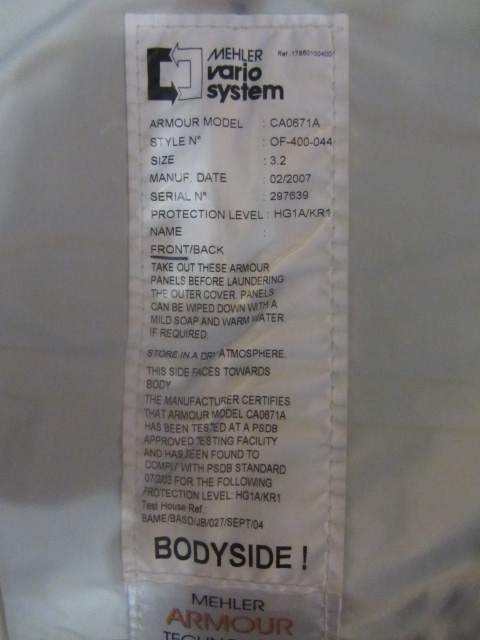 MEHLER
vario
system
ARMOUR MODEL : CA0671A
STYLE N° : OF-400-044
SIZE : 3.2
MANUF. DATE : 02/2007
SERIAL N° : 297639
PROTECTION LEVEL : HG1A/KR1
NAME :
FRONT/BACK
TAKE OUT THESE ARMOUR
PANELS BEFORE LAUNDERING
THE OUTER COVER. PANELS
CAN BE WIPED DOWN WITH A
MILD SOAP AND WARM WATER
IF REQUIRED.
STORE IN A DRY ATMOSPHERE.
THIS SIDE FACES TOWARDS
BODY
THE MANUFACTURER CERTIFIES
THAT ARMOUR MODEL CA0671A
HAS BEEN TESTED AT A PSDB
APPROVED TESTING FACILITY
AND HAS BEEN FOUND TO
COMPLY WITH PSDB STANDARD
07/2003 FOR THE FOLLOWING
PROTECTION LEVEL: HG1A/KR1
Test House Ref.:
BAME/BASD/JB/027/SEPT/04
BODYSIDE !
MEHLER
ARMOUR